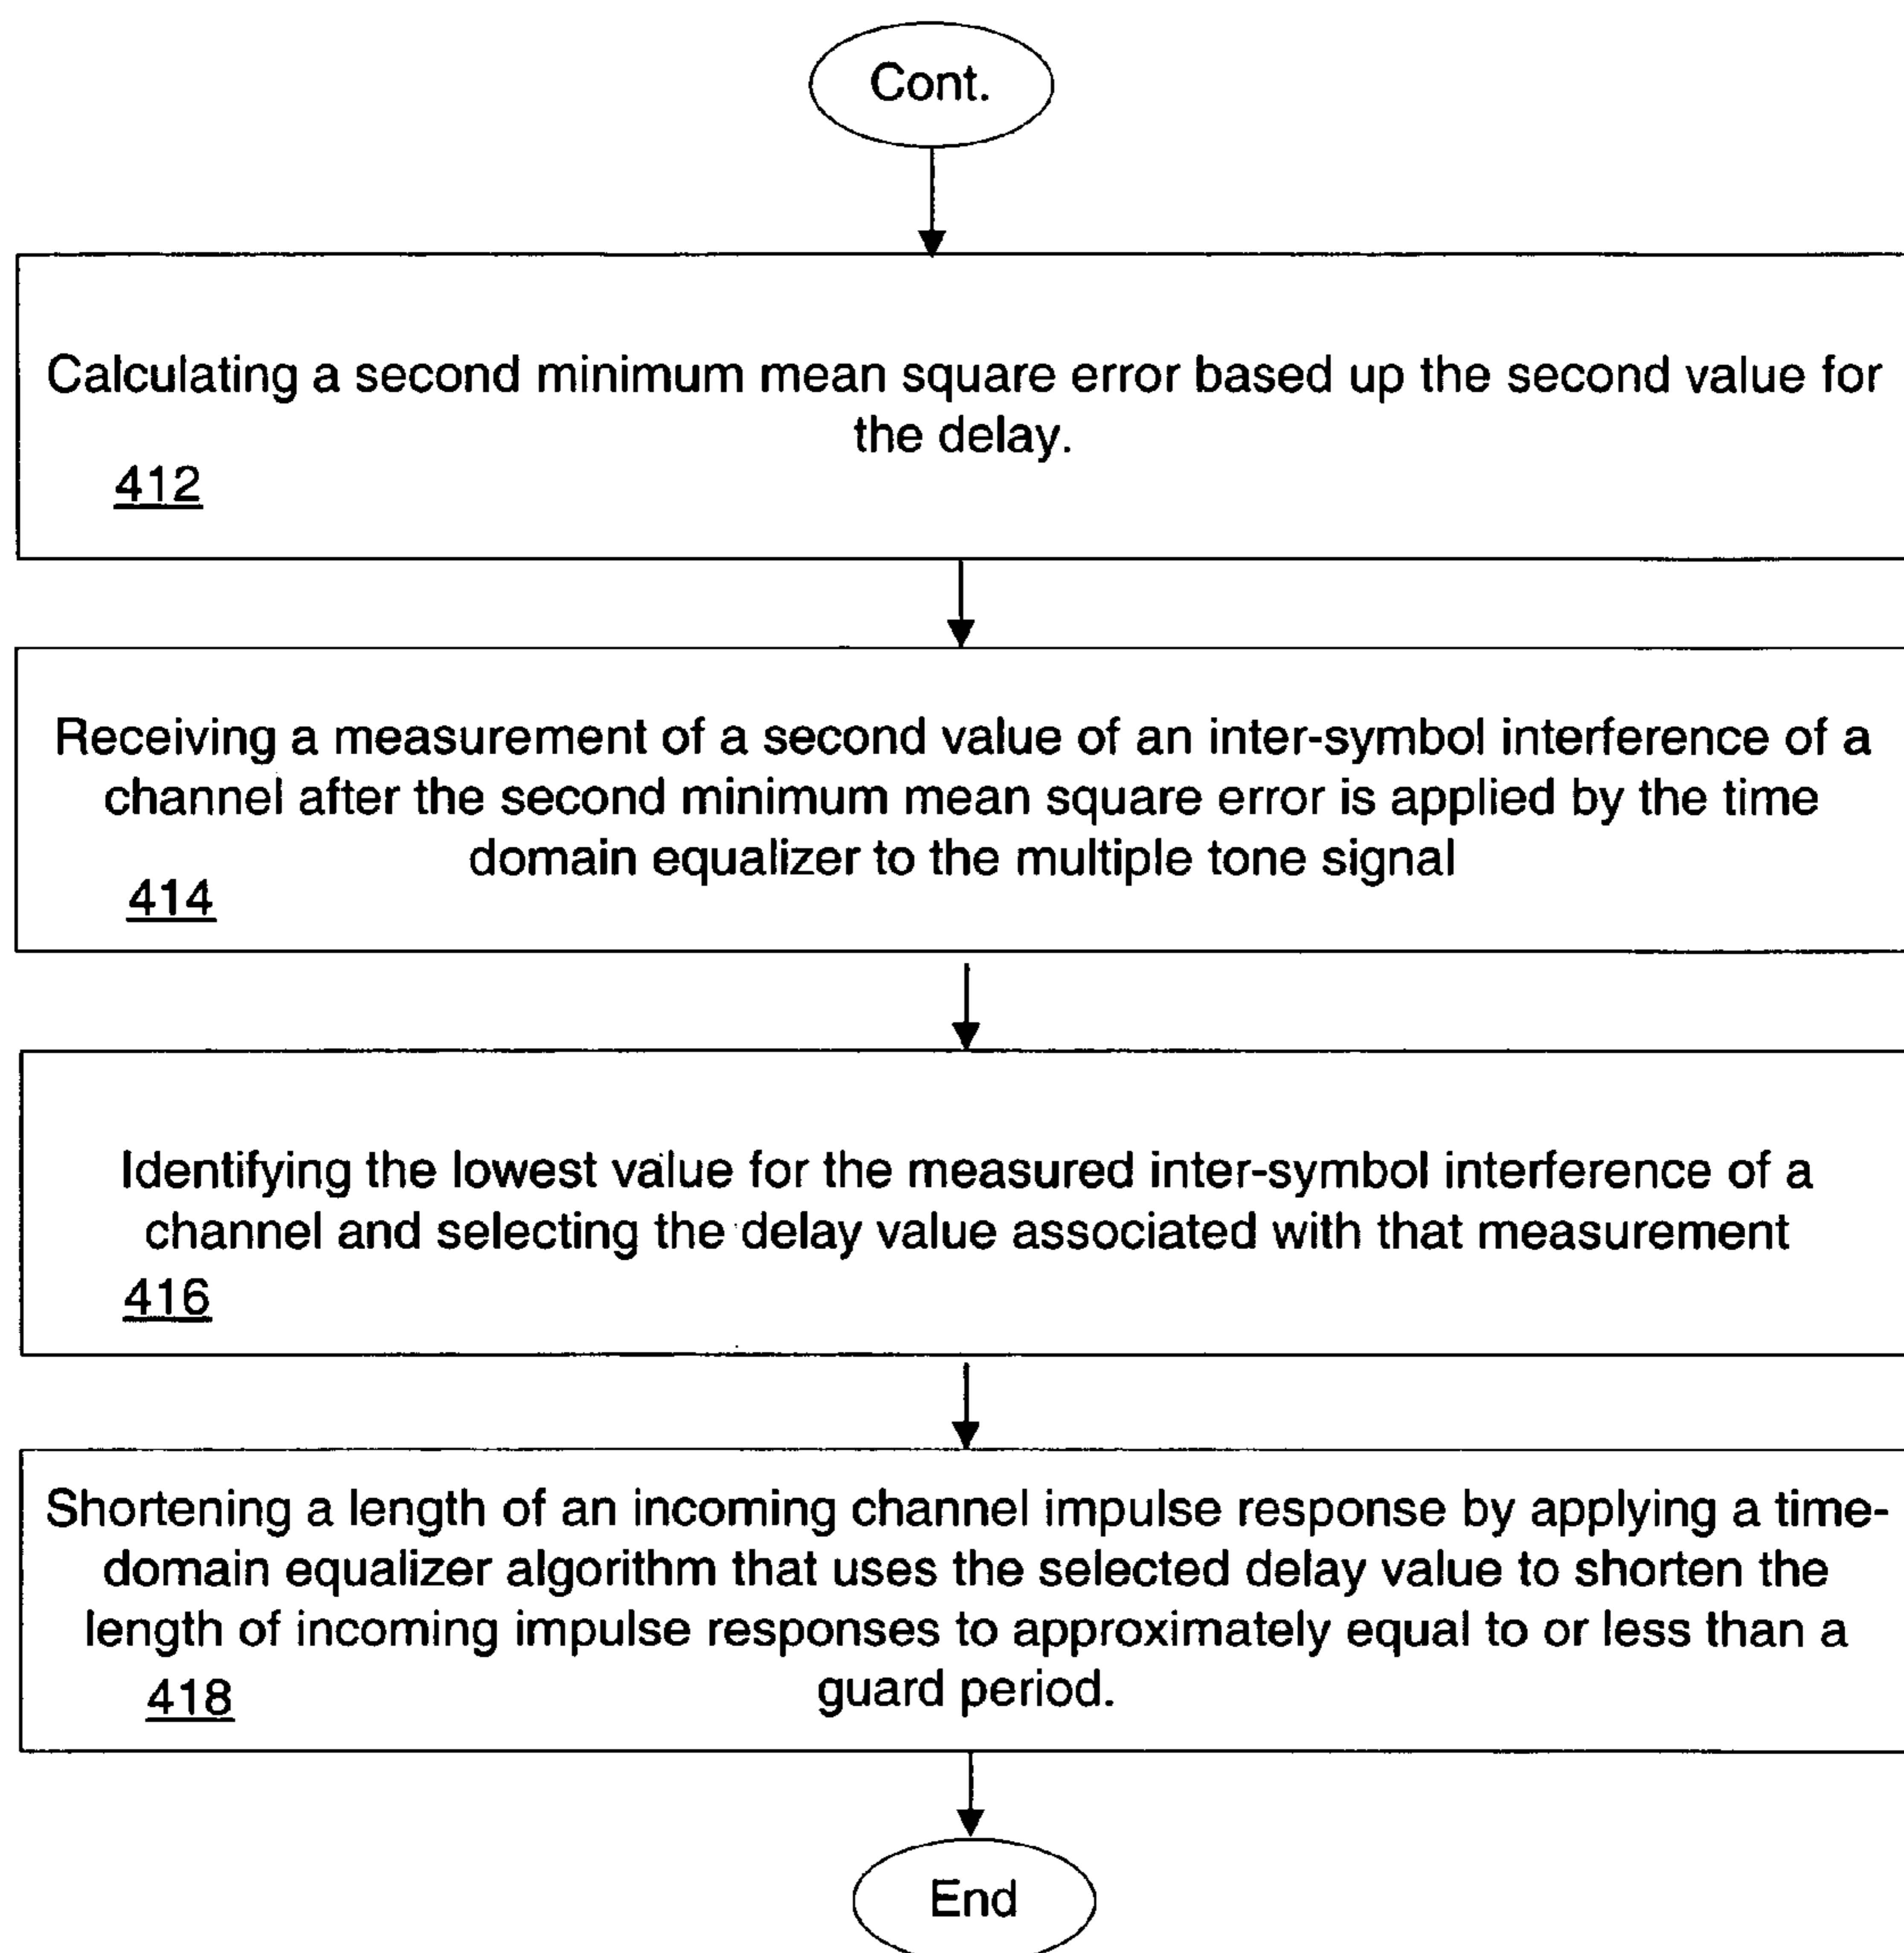 Cont.
Calculating a second minimum mean square error based up the second value for
the delay.
412
Receiving a measurement of a second value of an inter-symbol interference of a
channel after the second minimum mean square error is applied by the time
domain equalizer to the multiple tone signal
414
Identifying the lowest value for the measured inter-symbol interference of a
channel and selecting the delay value associated with that measurement
416
Shortening a length of an incoming channel impulse response by applying a time-
domain equalizer algorithm that uses the selected delay value to shorten the
length of incoming impulse responses to approximately equal to or less than a
guard period.
418
End